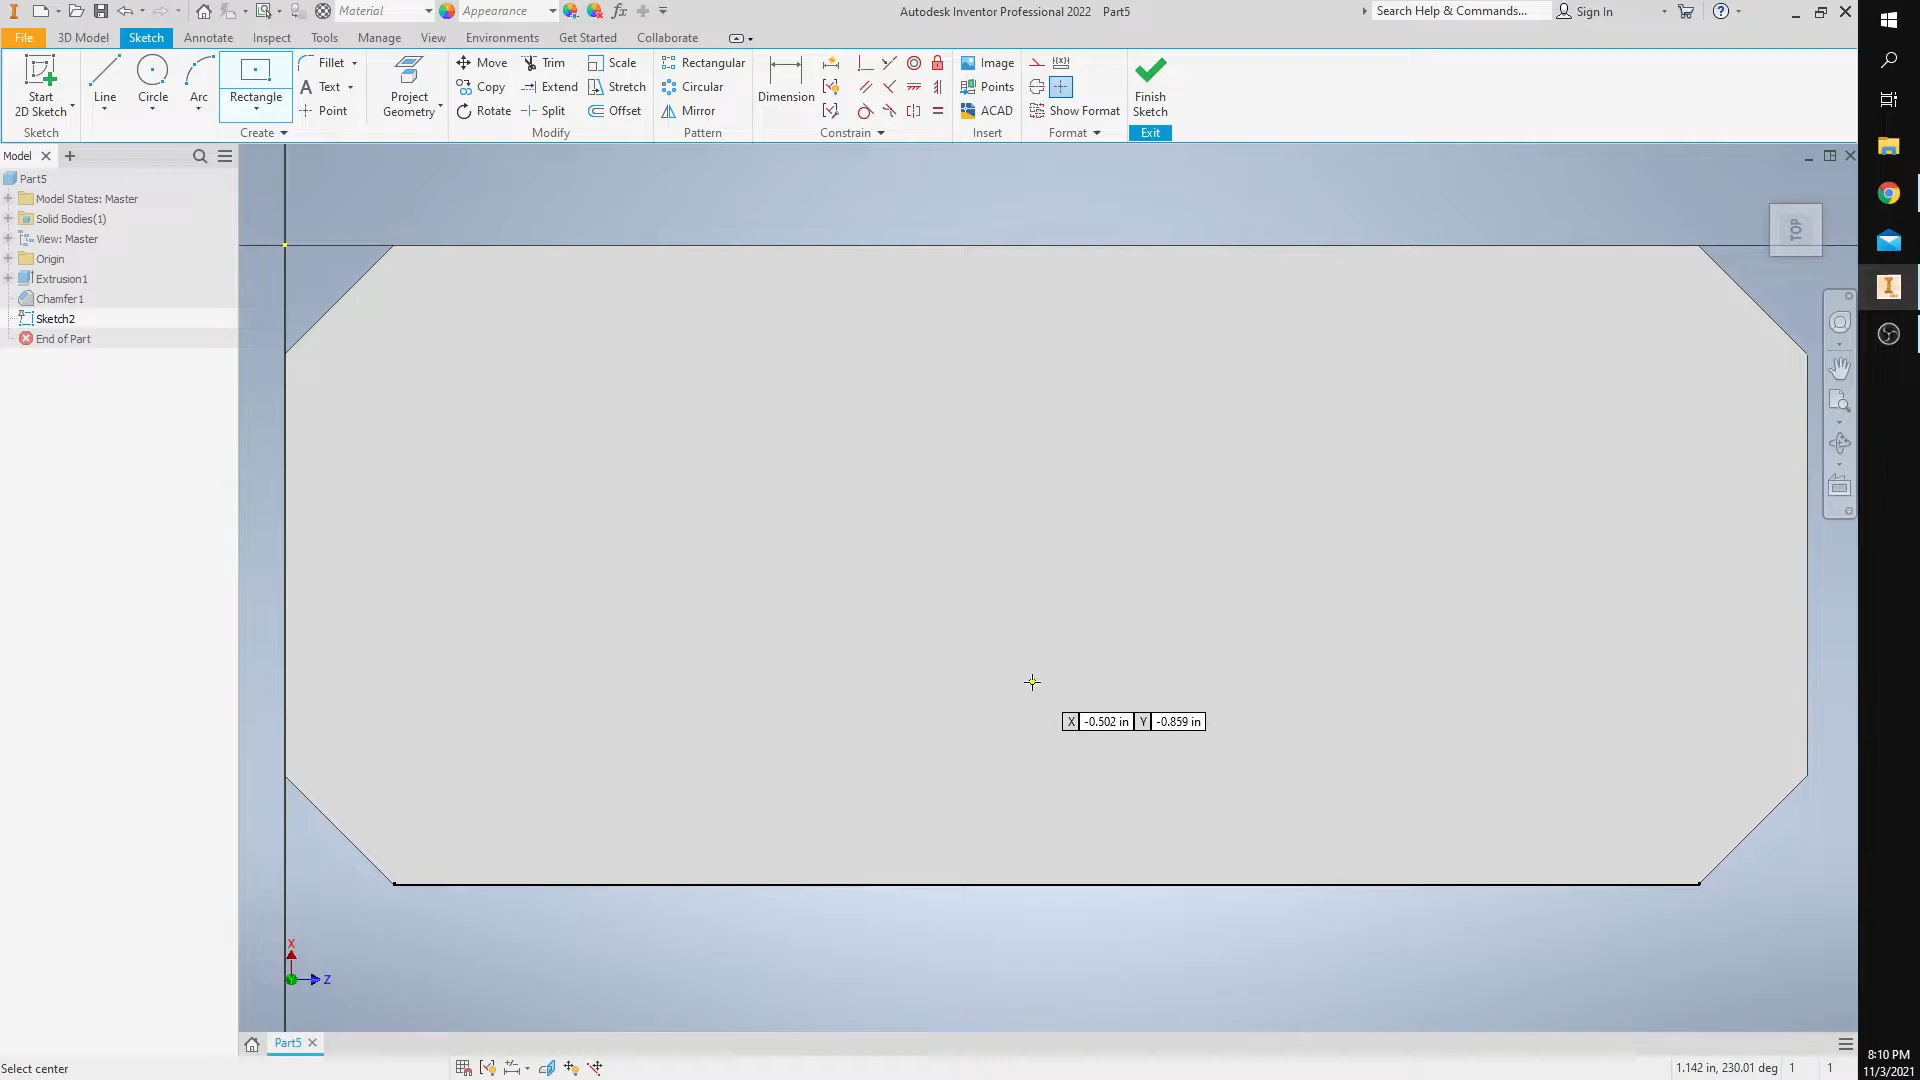 Material
Appearance
fx
Autodesk Inventor Professional 2022 Part5
Search Help & Commands...
Sign In
File 3D Model Sketch Annotate Inspect Tools Manage View Environments Get Started Collaborate
Start
2D Sketch
Line
Circle
Arc
Rectangle
Fillet
Text
Point
Project
Geometry
Move
Copy
Rotate
Trim
Extend
Split
Scale
Stretch
Offset
Rectangular
Circular
Mirror
Dimension
Image
Points
ACAD
Show Format
Finish
Sketch
Sketch Create Modify Pattern Constrain Insert Format Exit
Model
Part5
Model States: Master
Solid Bodies(1)
View: Master
Origin
Extrusion1
Chamfer1
Sketch2
End of Part
TOP
X -0.502 in Y -0.859 in
X
Z
Part5
Select center
1.142 in, 230.01 deg 1 1
8:10 PM
11/3/2021